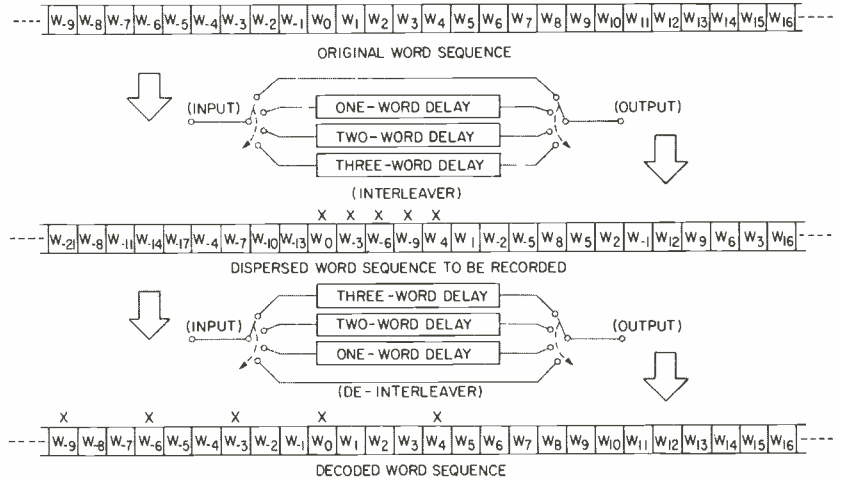 W-9 W-8 W-7 W-6 W-5 W-4 W-3 W-2 W-1 W0 W1 W2 W3 W4 W5 W6 W7 W8 W9 W10 W11 W12 W13 W14 W15 W16
ORIGINAL WORD SEQUENCE
(INPUT) (OUTPUT)
ONE-WORD DELAY
TWO-WORD DELAY
THREE-WORD DELAY
(INTERLEAVER)
X X X X X
W-21 W-8 W-11 W-14 W-17 W-4 W-7 W-10 W-13 W0 W-3 W-6 W-9 W4 W1 W-2 W-5 W8 W5 W2 W-1 W12 W9 W6 W3 W16
DISPERSED WORD SEQUENCE TO BE RECORDED
THREE-WORD DELAY
(INPUT) TWO-WORD DELAY (OUTPUT)
ONE-WORD DELAY
(DE-INTERLEAVER)
X X X X X
W-9 W-8 W-7 W-6 W-5 W-4 W-3 W-2 W-1 W0 W1 W2 W3 W4 W5 W6 W7 W8 W9 W10 W11 W12 W13 W14 W15 W16
DECODED WORD SEQUENCE